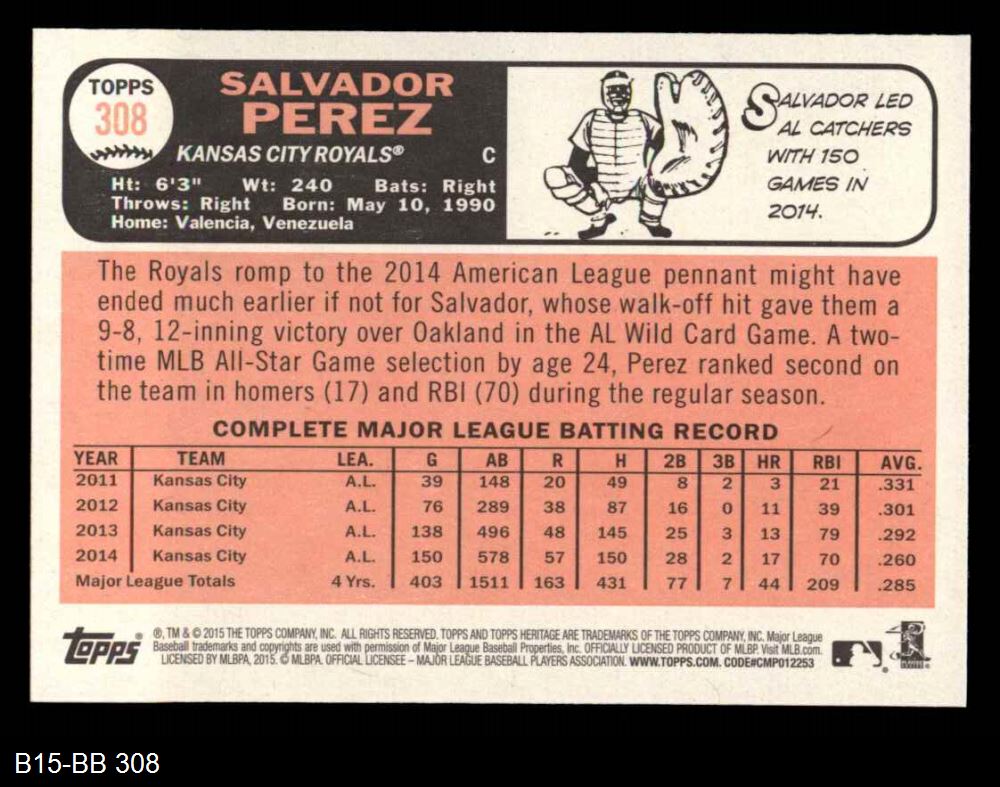 TOPPS
308
SALVADOR
PEREZ
KANSAS CITY ROYALS® C
Ht: 6'3" Wt: 240 Bats: Right
Throws: Right Born: May 10, 1990
Home: Valencia, Venezuela
SALVADOR LED
AL CATCHERS
WITH 150
GAMES IN
2014.
The Royals romp to the 2014 American League pennant might have
ended much earlier if not for Salvador, whose walk-off hit gave them a
9-8, 12-inning victory over Oakland in the AL Wild Card Game. A two-
time MLB All-Star Game selection by age 24, Perez ranked second on
the team in homers (17) and RBI (70) during the regular season.
COMPLETE MAJOR LEAGUE BATTING RECORD
YEAR TEAM LEA. G AB R H 2B 3B HR RBI AVG.
2011 Kansas City A.L. 39 148 20 49 8 2 3 21 .331
2012 Kansas City A.L. 76 289 38 87 16 0 11 39 .301
2013 Kansas City A.L. 138 496 48 145 25 3 13 79 .292
2014 Kansas City A.L. 150 578 57 150 28 2 17 70 .260
Major League Totals 4 Yrs. 403 1511 163 431 77 7 44 209 .285
topps®
®, TM & © 2015 THE TOPPS COMPANY, INC. ALL RIGHTS RESERVED. TOPPS AND TOPPS HERITAGE ARE TRADEMARKS OF THE TOPPS COMPANY, INC. Major League
Baseball trademarks and copyrights are used with permission of Major League Baseball Properties, Inc. OFFICIALLY LICENSED PRODUCT OF MLBP. Visit MLB.com.
LICENSED BY MLBPA, 2015. © MLBPA. OFFICIAL LICENSEE – MAJOR LEAGUE BASEBALL PLAYERS ASSOCIATION. WWW.TOPPS.COM. CODE#CMP012253
B15-BB 308